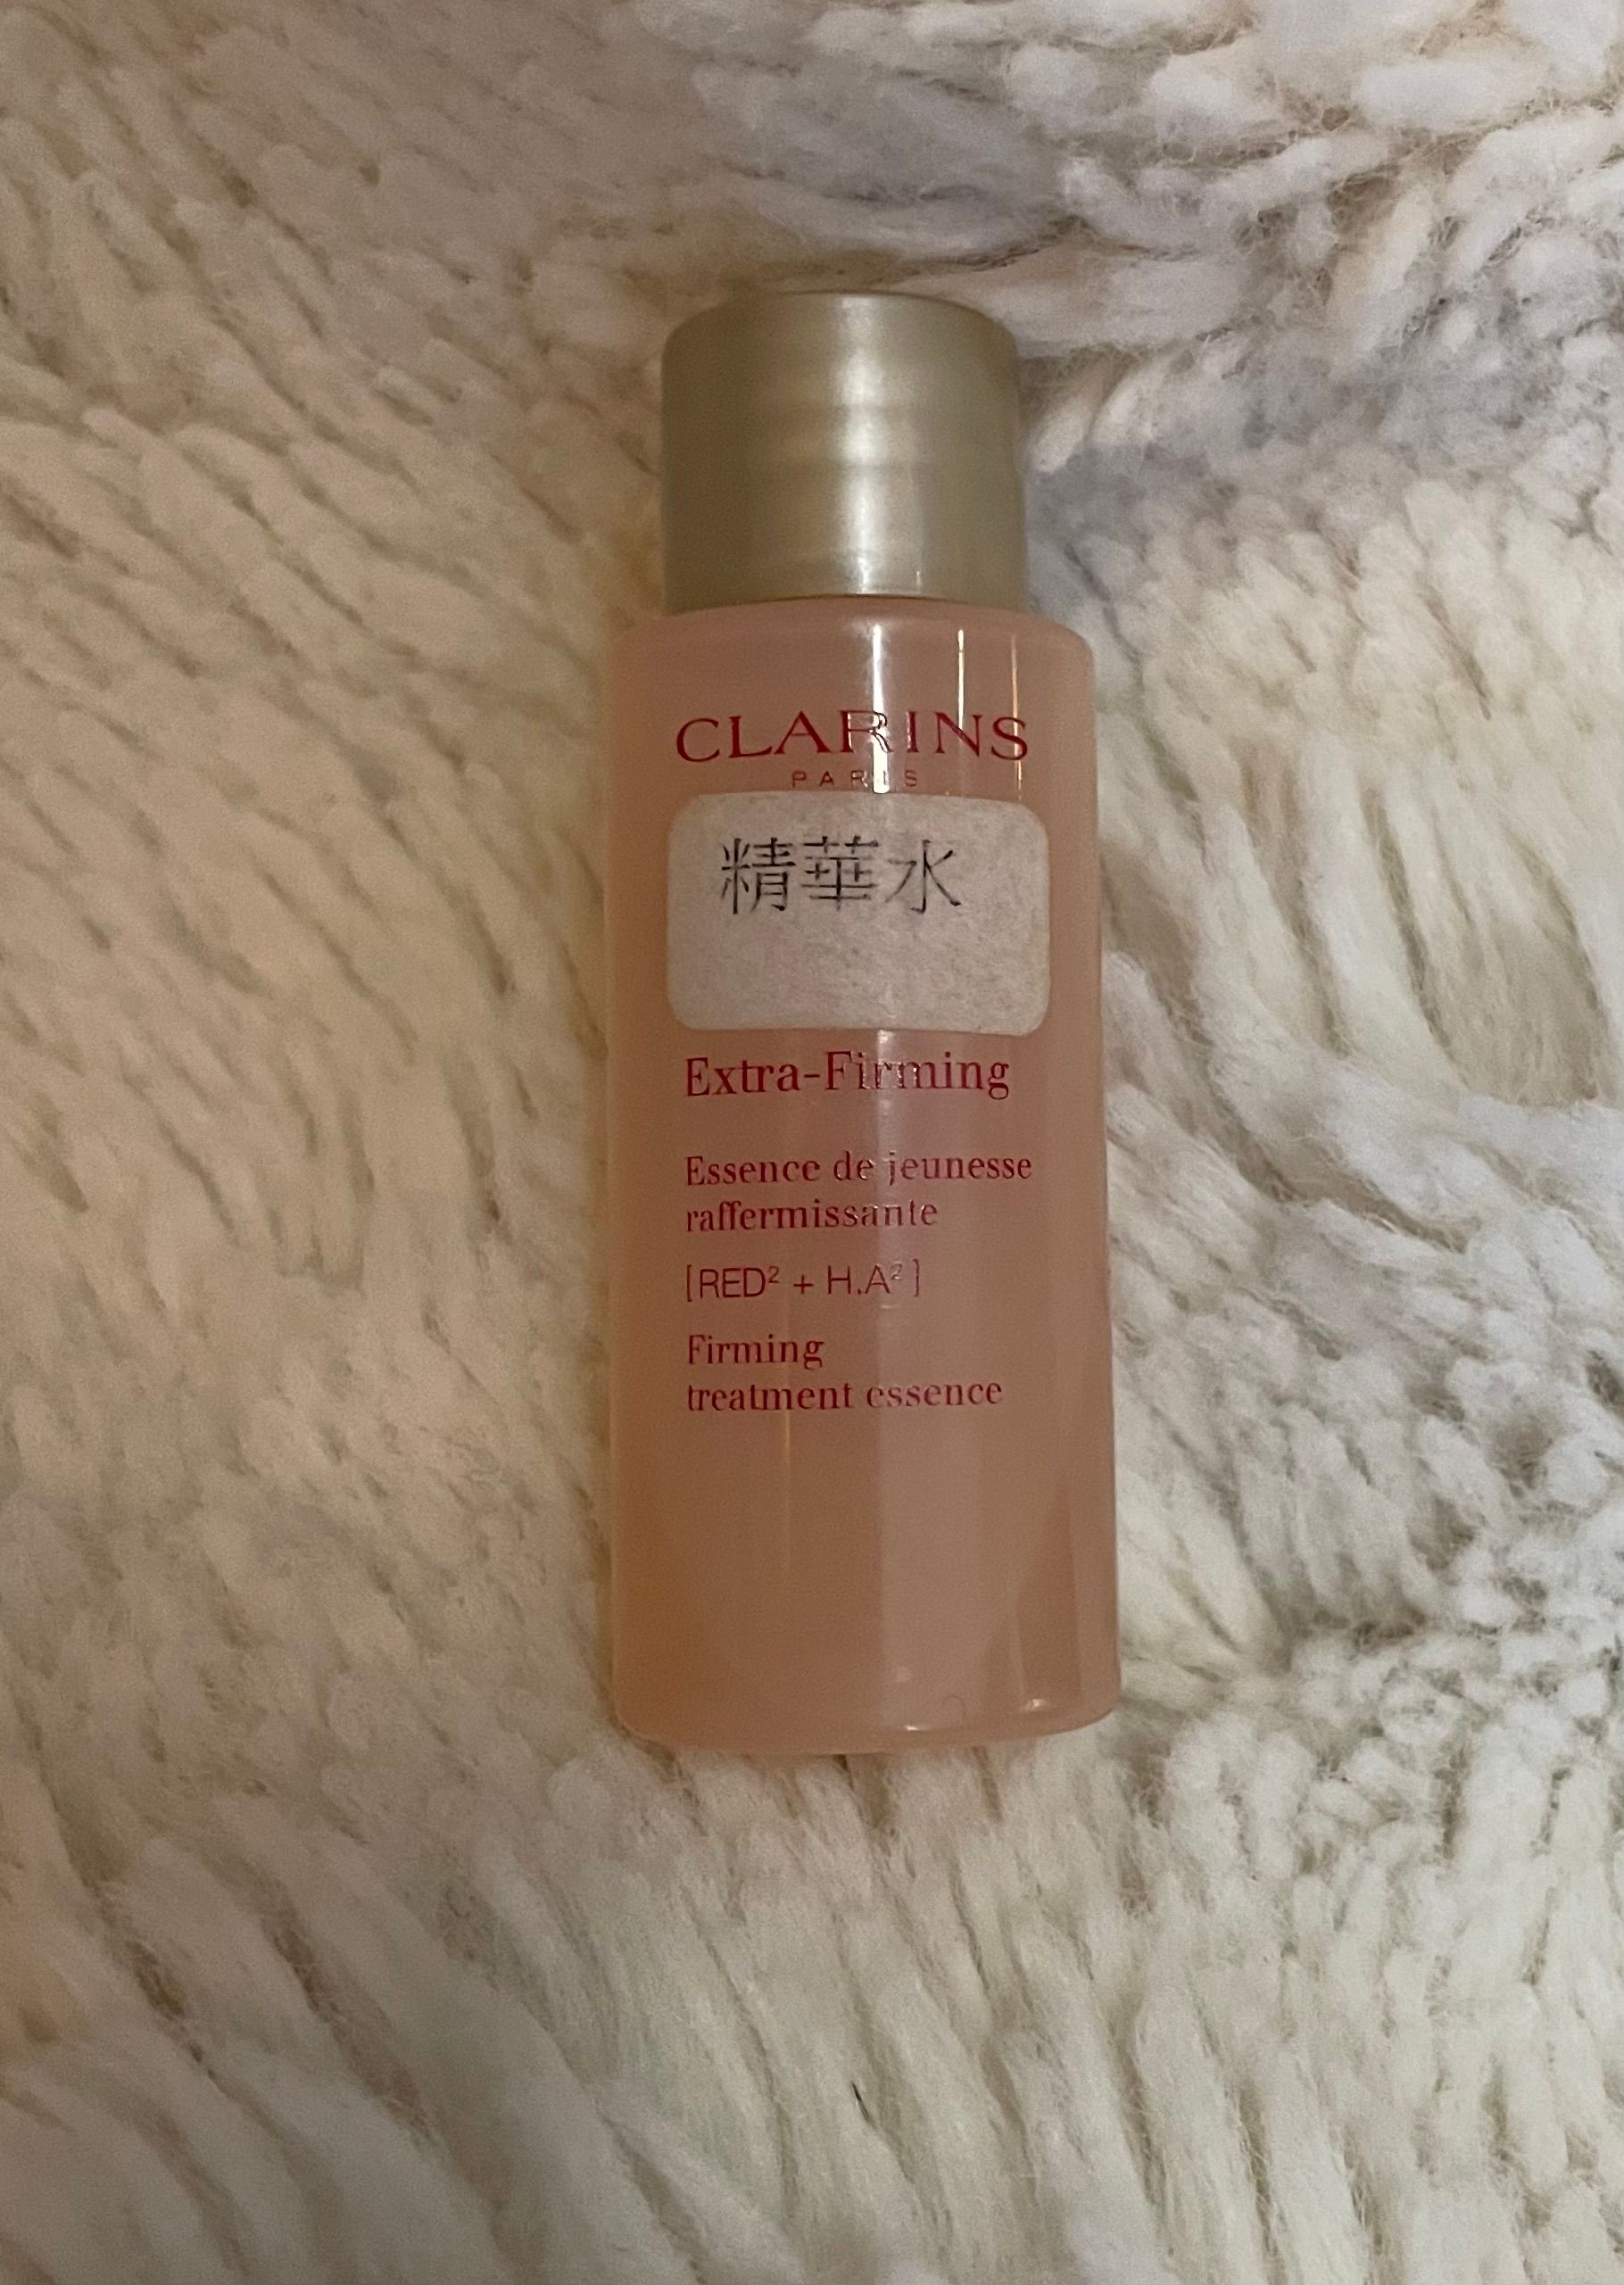 CLARINS
PARIS
精華水
Extra-Firming
Essence de jeunesse
raffermissante
[RED² + H.A²]
Firming
treatment essence